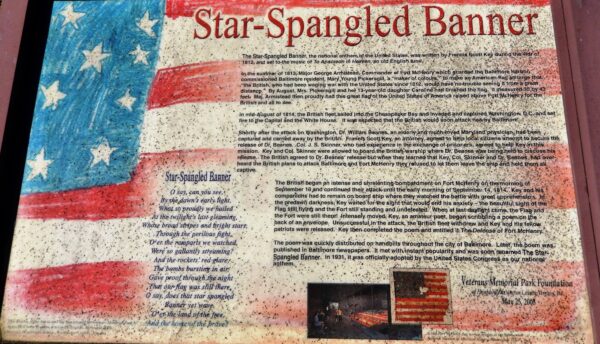 Star-Spangled Banner
The Star-Spangled Banner, the national anthem of the United States, was written by Francis Scott Key during the War of
1812, and set to the music of To Anacreon in Heaven, an old English tune.
In the summer of 1813, Major George Armistead, Commander of Fort McHenry which guarded the Baltimore Harbor,
commissioned Baltimore resident, Mary Young Pickersgill, a "maker of colours," to make an American flag so large that
"the British, who had been waging war with the United States since 1812, would have no trouble seeing it from a great
distance." By August, Mrs. Pickersgill and her 13-year-old daughter Caroline had finished the flag. It measured 30 by 42
feet. Maj. Armistead then proudly had this great flag of the United States of America raised above Fort McHenry for the
British and all to see.
In mid-August of 1814, the British fleet sailed into the Chesapeake Bay and invaded and captured Washington, D.C. and set
fire to the Capitol and the White House. It was expected that the British would soon attack nearby Baltimore.
Shortly after the attack on Washington, Dr. William Beanes, an elderly and much-loved Maryland physician, had been
captured and carried away by the British. Francis Scott Key, an attorney, agreed to help local citizens attempt to secure the
release of Dr. Beanes. Col. J. S. Skinner, who had experience in the exchange of prisoners, agreed to help Key in this
mission. Key and Col. Skinner were allowed to board the British warship where Dr. Beanes was being held to discuss his
release. The British agreed to Dr. Beanes' release but when they learned that Key, Col. Skinner and Dr. Beanes, had over-
heard the British plans to attack Baltimore and Fort McHenry they refused to let them leave the ship and held them all
captive.
The British began an intense and unrelenting bombardment on Fort McHenry on the morning of
September 13 and continued they attack until the early morning of September 14, 1814. Key and his
companions had to remain on board ship where they watched the battle with great apprehension. In
the predawn darkness, Key waited for the sight that would end his anxiety - the beautiful sight of the
Flag still flying and the Fort still standing and undefeated. When at last daylight came, the Flag and
the Fort were still there! Intensely moved, Key, an amateur poet, began scribbling a poem on the
back of an envelope. Unsuccessful in the attack, the British fleet withdrew and Key and the fellow
patriots were released. Key then completed the poem and entitled it The Defense of Fort McHenry.
The poem was quickly distributed on handbills throughout the city of Baltimore. Later, the poem was
published in Baltimore newspapers. It met with instant popularity and was soon renamed The Star-
Spangled Banner. In 1931, it was officially adopted by the United States Congress as our national
anthem.
Star-Spangled Banner
O say, can you see,
By the dawn's early light,
What so proudly we hailed
at the twilight's last gleaming,
Whose broad stripes and bright stars,
Through the perilous fight,
O'er the ramparts we watched,
Were so gallantly streaming?
And the rockets' red glare,
The bombs bursting in air,
Gave proof through the night
That our flag was still there,
O say, does that star spangled
Banner yet wave
O'er the land of the free,
And the home of the brave?
Veterans Memorial Park Foundation
May 25, 2008